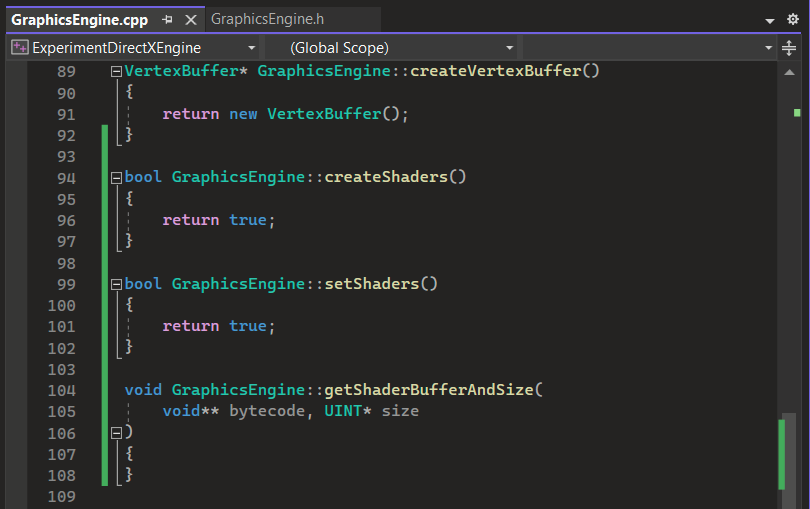 GraphicsEngine.cpp GraphicsEngine.h
ExperimentDirectXEngine (Global Scope)
89 VertexBuffer* GraphicsEngine::createVertexBuffer()
90 {
91 return new VertexBuffer();
92 }
93
94 bool GraphicsEngine::createShaders()
95 {
96 return true;
97 }
98
99 bool GraphicsEngine::setShaders()
100 {
101 return true;
102 }
103
104 void GraphicsEngine::getShaderBufferAndSize(
105 void** bytecode, UINT* size
106 )
107 {
108 }
109